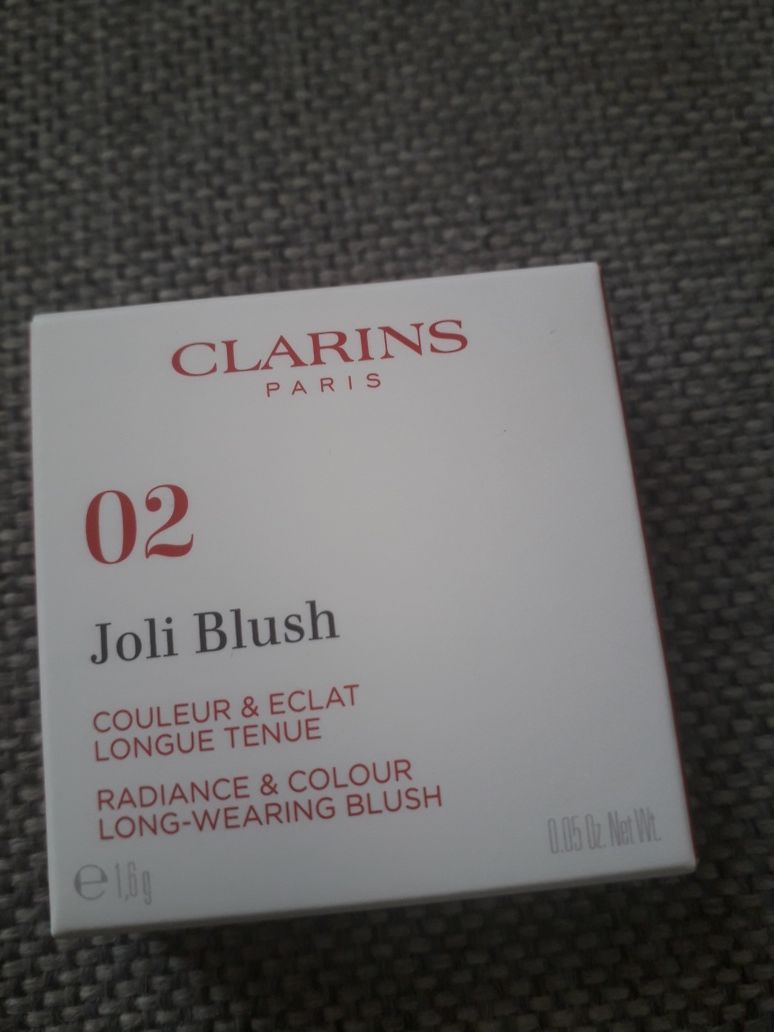 CLARINS
PARIS
02
Joli Blush
COULEUR & ECLAT
LONGUE TENUE
RADIANCE & COLOUR
LONG-WEARING BLUSH
0.05 Oz. Net Wt.
℮ 1,6 g